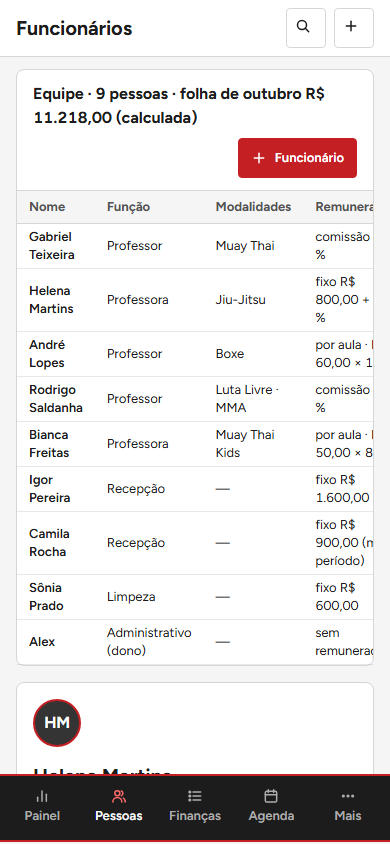 Funcionários
Equipe · 9 pessoas · folha de outubro R$
11.218,00 (calculada)
+ Funcionário
Nome Função Modalidades
Gabriel Teixeira Professor Muay Thai comissão %
Helena Martins Professora Jiu-Jitsu fixo R$ 800,00 + %
André Lopes Professor Boxe por aula · 60,00 ×
Rodrigo Saldanha Professor Luta Livre · MMA comissão %
Bianca Freitas Professora Muay Thai Kids por aula · 50,00 × 8
Igor Pereira Recepção — fixo R$ 1.600,00
Camila Rocha Recepção — fixo R$ 900,00 período)
Sônia Prado Limpeza — fixo R$ 600,00
Alex Administrativo (dono) — sem
HM
Helena Martins
Painel Pessoas Finanças Agenda Mais